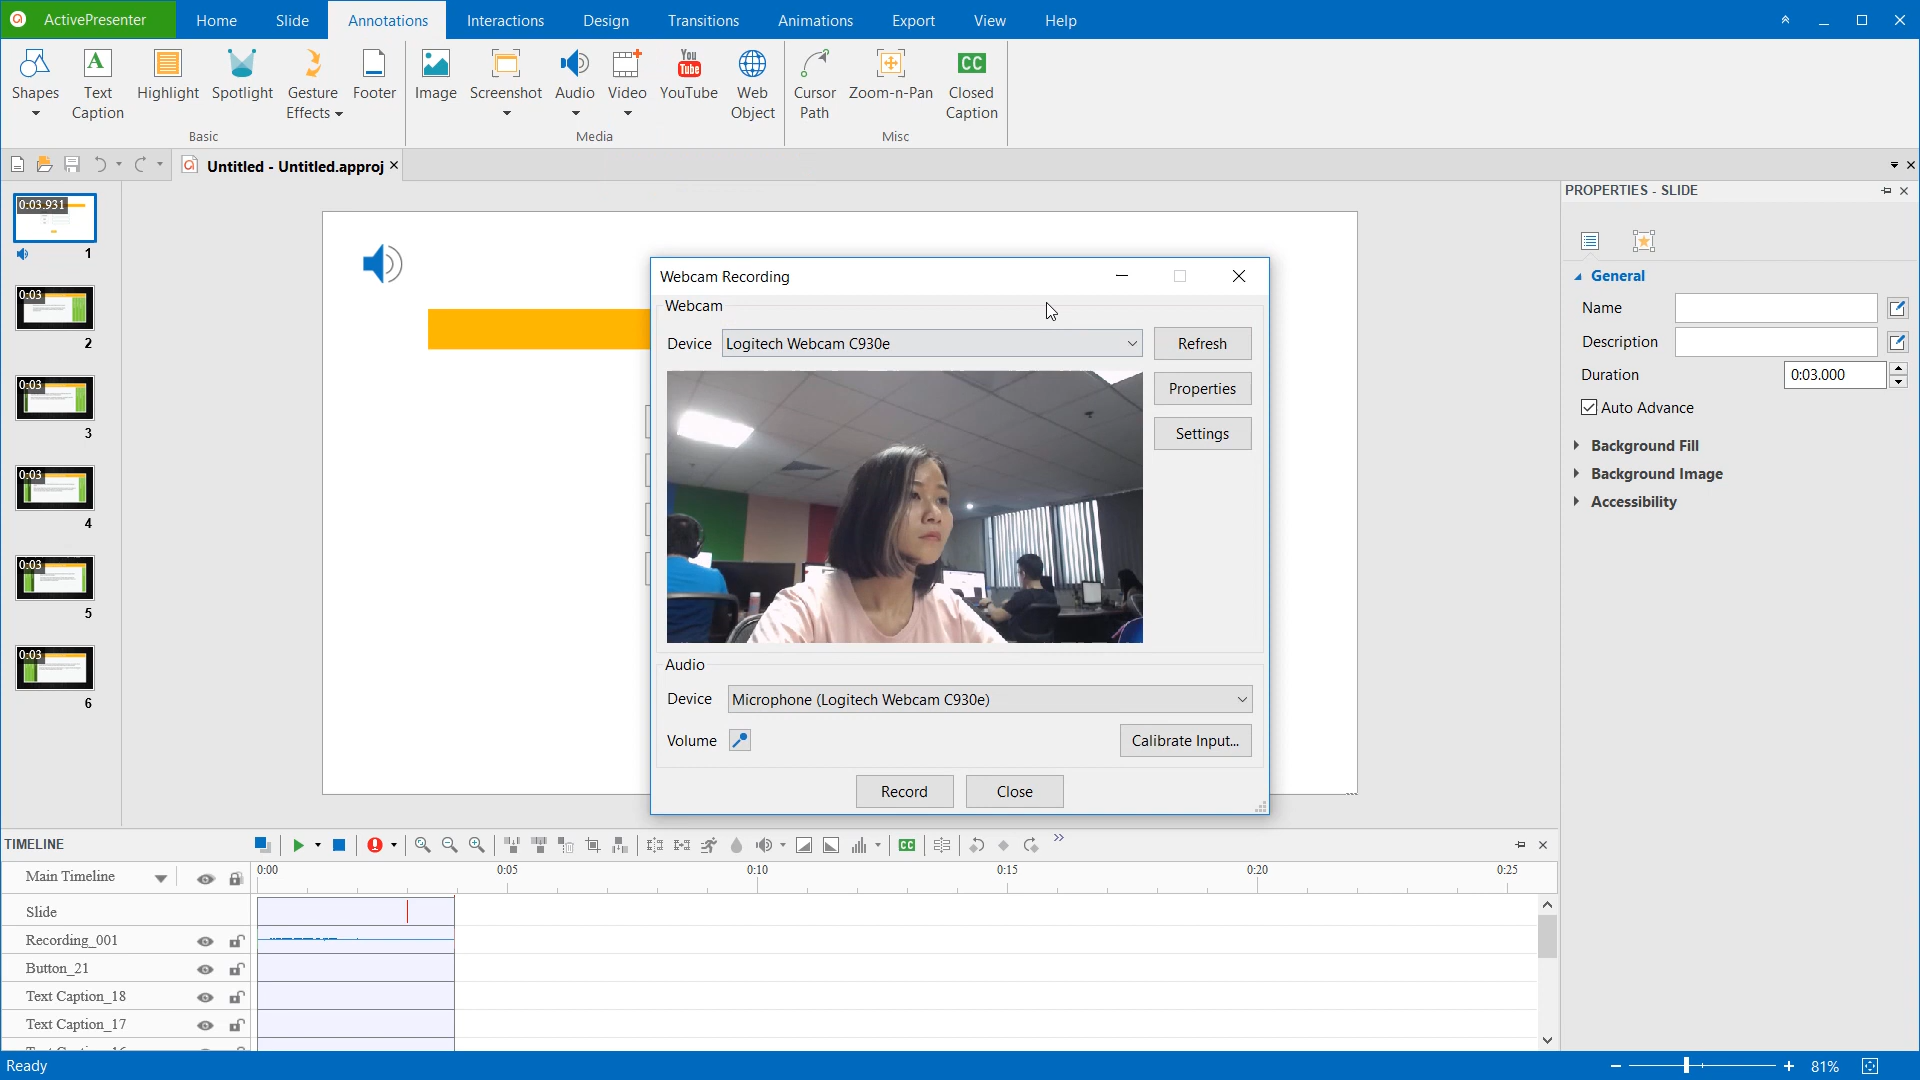 ActivePresenter
Home Slide Annotations Interactions Design Transitions Animations Export View Help
Shapes
Text Caption
Highlight
Spotlight
Gesture Effects
Footer
Basic
Image
Screenshot
Audio
Video
You Tube
YouTube
Web Object
Media
Cursor Path
Zoom-n-Pan
CC
Closed Caption
Misc
Untitled - Untitled.approj
0:03.931
1
0:03
2
0:03
3
0:03
4
0:03
5
0:03
6
Webcam Recording
Webcam
Device Logitech Webcam C930e Refresh
Properties
Settings
Audio
Device Microphone (Logitech Webcam C930e)
Volume Calibrate Input...
Record Close
PROPERTIES - SLIDE
General
Name
Description
Duration 0:03.000
Auto Advance
Background Fill
Background Image
Accessibility
TIMELINE
CC
Main Timeline
0:00 0:05 0:10 0:15 0:20 0:25
Slide
Recording_001
Button_21
Text Caption_18
Text Caption_17
Ready
81%